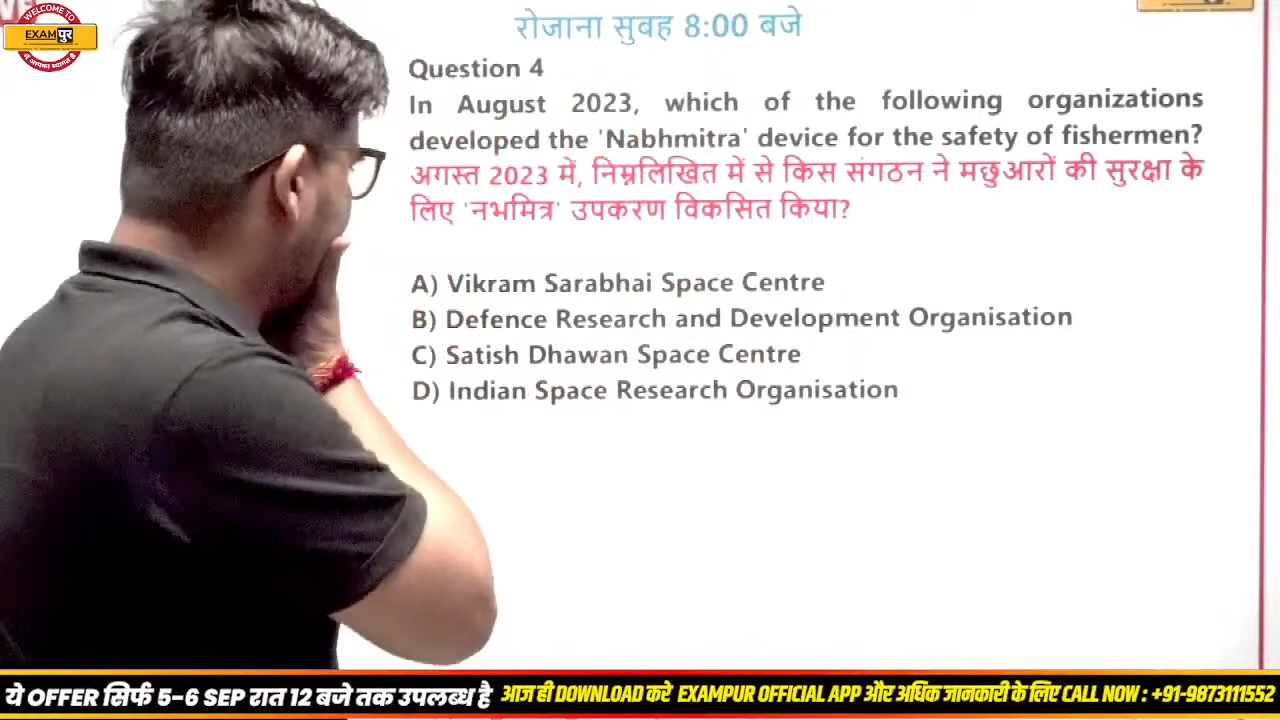 WELCOME TO
EXAMপুর
रोजाना सुबह 8:00 बजे
Question 4
In August 2023, which of the following organizations
developed the 'Nabhmitra' device for the safety of fishermen?
अगस्त 2023 में, निम्नलिखित में से किस संगठन ने मछुआरों की सुरक्षा के
लिए 'नभमित्र' उपकरण विकसित किया?
A) Vikram Sarabhai Space Centre
B) Defence Research and Development Organisation
C) Satish Dhawan Space Centre
D) Indian Space Research Organisation
ये OFFER सिर्फ 5-6 SEP रात 12 बजे तक उपलब्ध है
आज ही DOWNLOAD करे EXAMPUR OFFICIAL APP और अधिक जानकारी के लिए CALL NOW : +91-9873111552